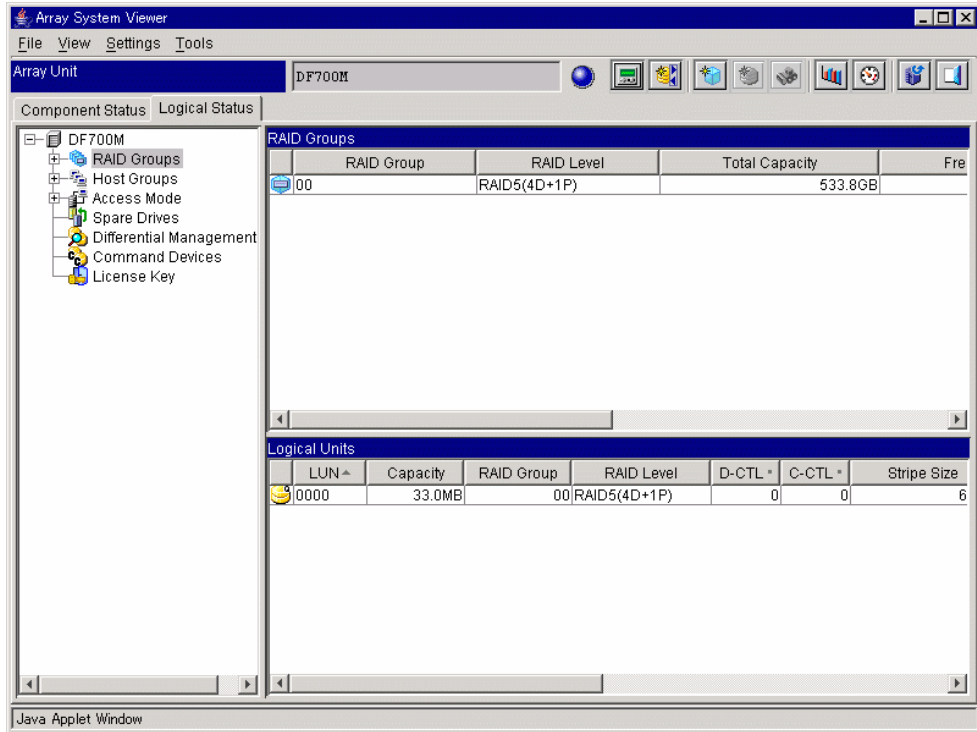 Array System Viewer
File View Settings Tools
Array Unit DF700M
Component Status Logical Status
DF700M
RAID Groups
Host Groups
Access Mode
Spare Drives
Differential Management
Command Devices
License Key
RAID Groups
RAID Group RAID Level Total Capacity Fre
00 RAID5(4D+1P) 533.8GB
Logical Units
LUN Capacity RAID Group RAID Level D-CTL * C-CTL * Stripe Size
0000 33.0MB 00 RAID5(4D+1P) 0 0 6
Java Applet Window